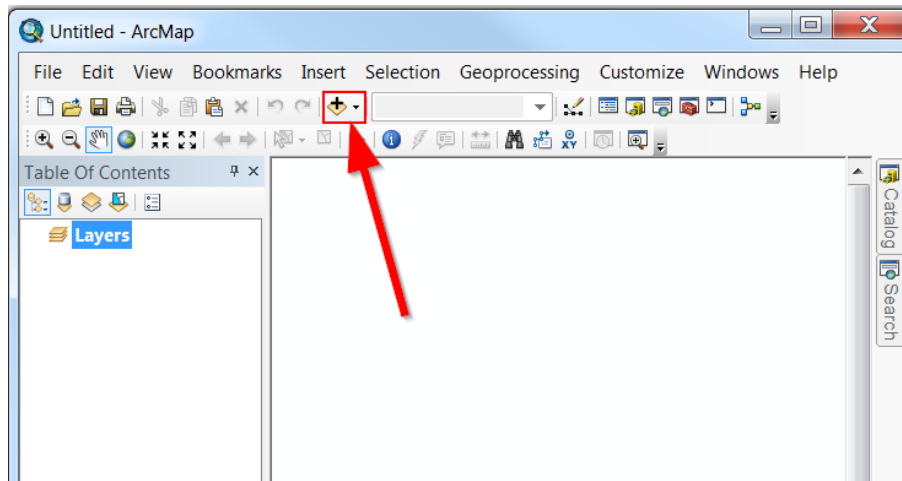 Untitled - ArcMap
File Edit View Bookmarks Insert Selection Geoprocessing Customize Windows Help
Table Of Contents
Layers
Catalog
Search